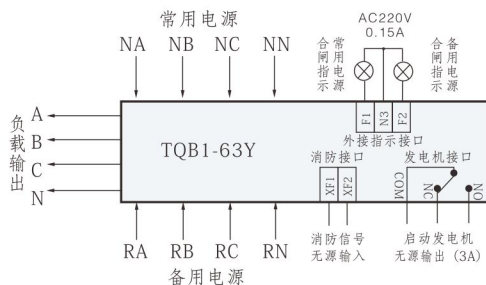 常用电源
AC220V
0.15A
NA NB NC NN
常用电源
合闸指示
备用电源
合闸指示
负载输出
A
B
C
N
TQB1-63Y
F1 N3 F2
外接指示接口
消防接口
发电机接口
XF1 XF2
COM NC NO
RA RB RC RN
备用电源
消防信号
无源输入
启动发电机
无源输出 (3A)